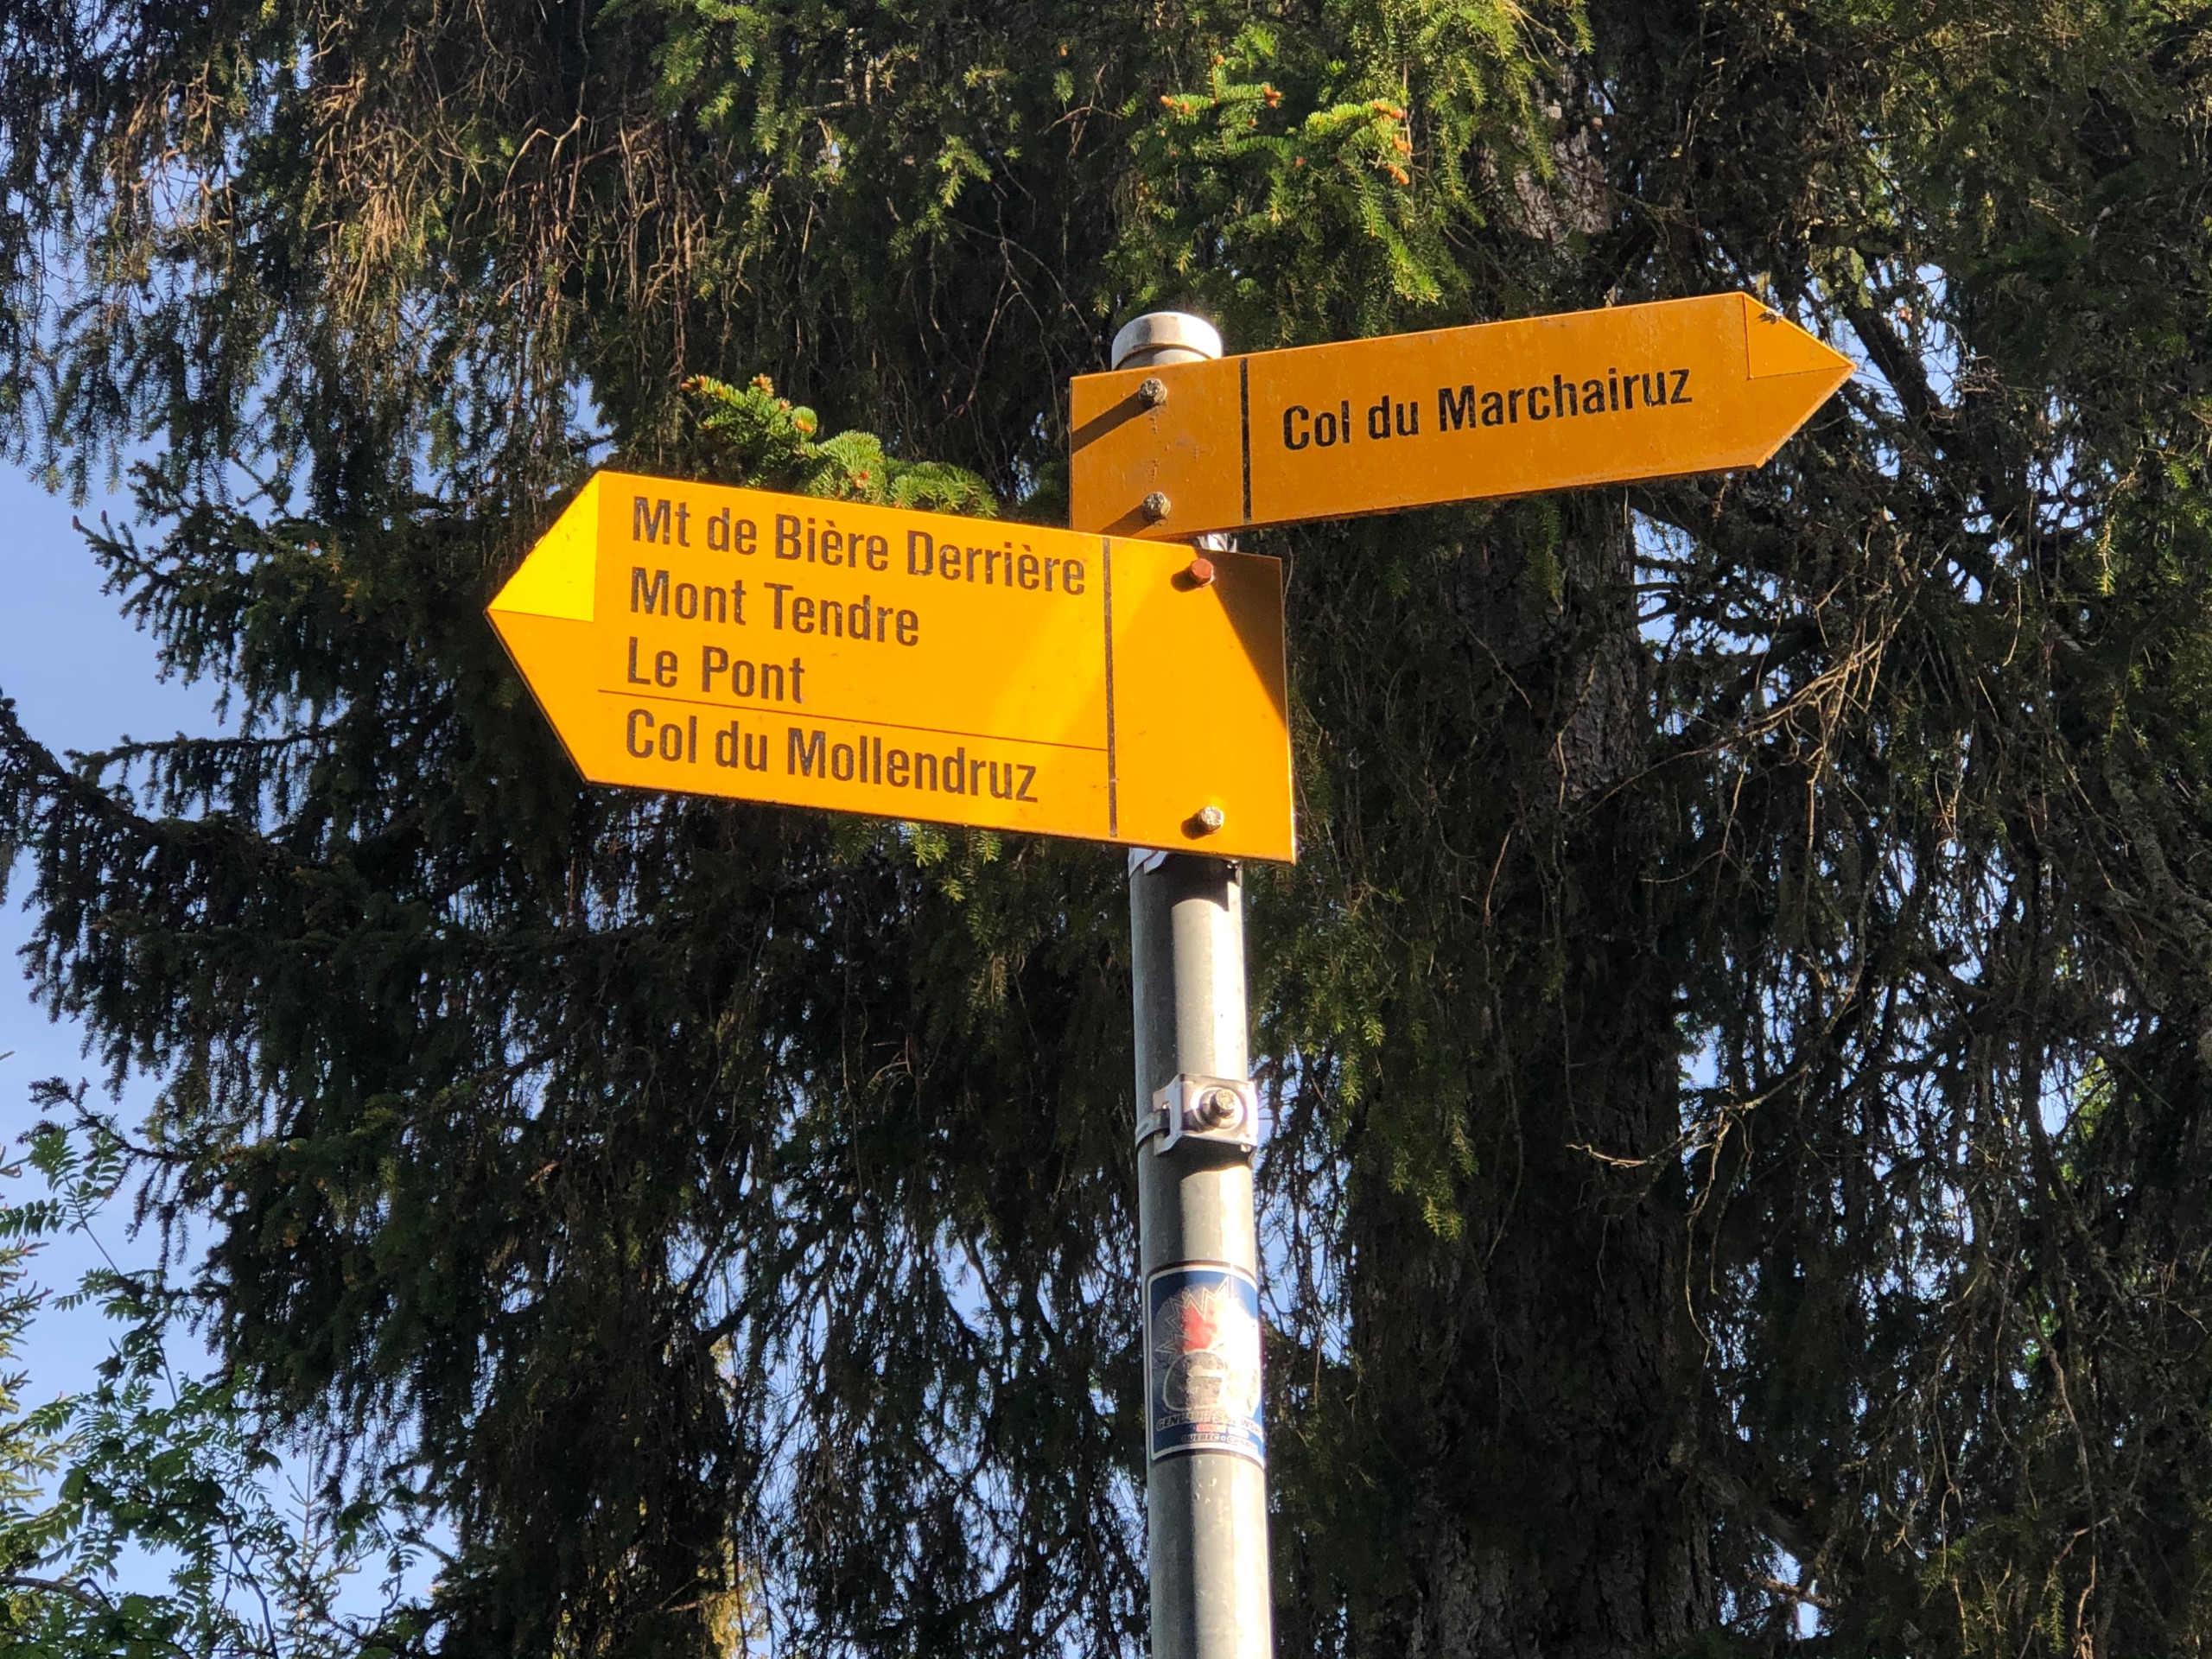 Col du Marchairuz
Mt de Bière Derrière
Mont Tendre
Le Pont
Col du Mollendruz